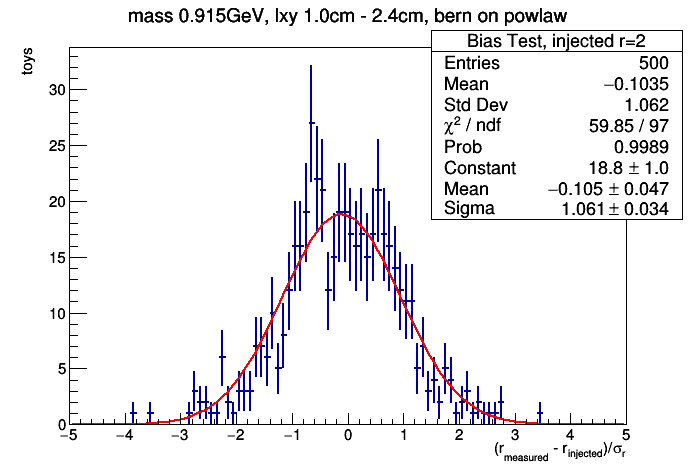 mass 0.915GeV, lxy 1.0cm - 2.4cm, bern on powlaw
toys
Bias Test, injected r=2
Entries 500
Mean −0.1035
Std Dev 1.062
χ² / ndf 59.85 / 97
Prob 0.9989
Constant 18.8 ± 1.0
Mean −0.105 ± 0.047
Sigma 1.061 ± 0.034
30
25
20
15
10
5
0
−5 −4 −3 −2 −1 0 1 2 3 4 5
(r_measured - r_injected)/σ_r